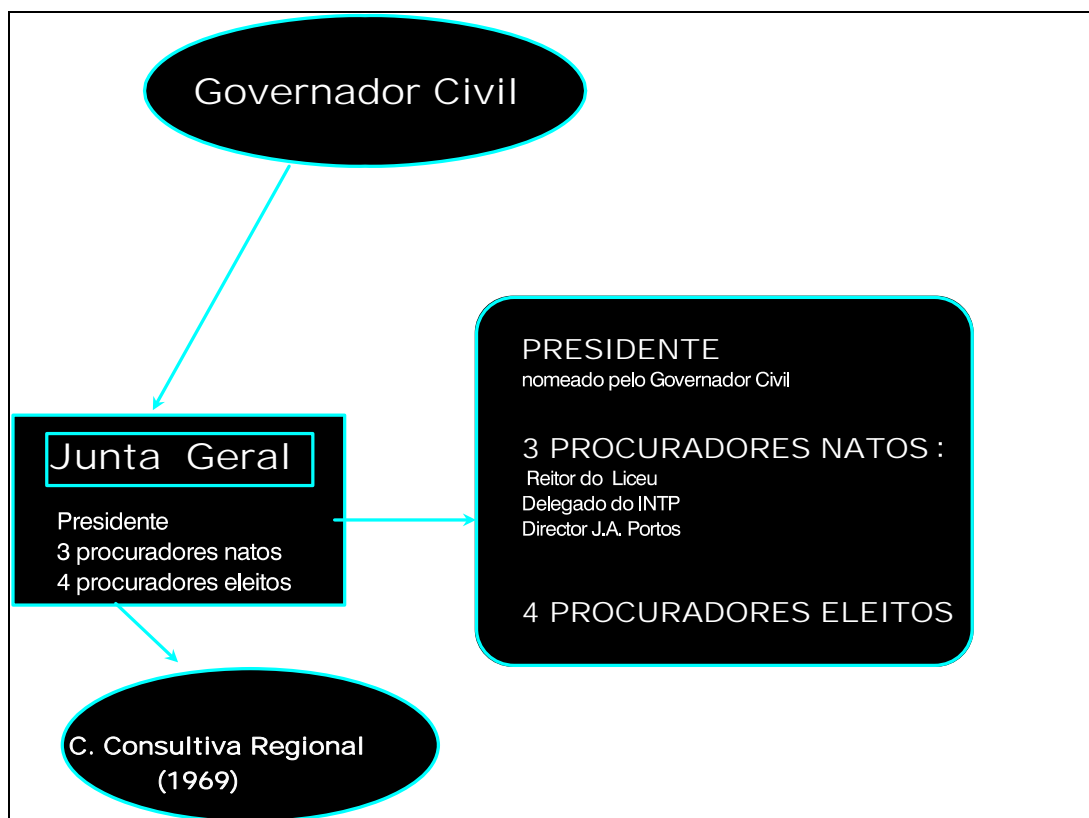 Governador Civil
Junta Geral
Presidente
3 procuradores natos
4 procuradores eleitos
PRESIDENTE
nomeado pelo Governador Civil
3 PROCURADORES NATOS :
Reitor do Liceu
Delegado do INTP
Director J.A. Portos
4 PROCURADORES ELEITOS
C. Consultiva Regional
(1969)